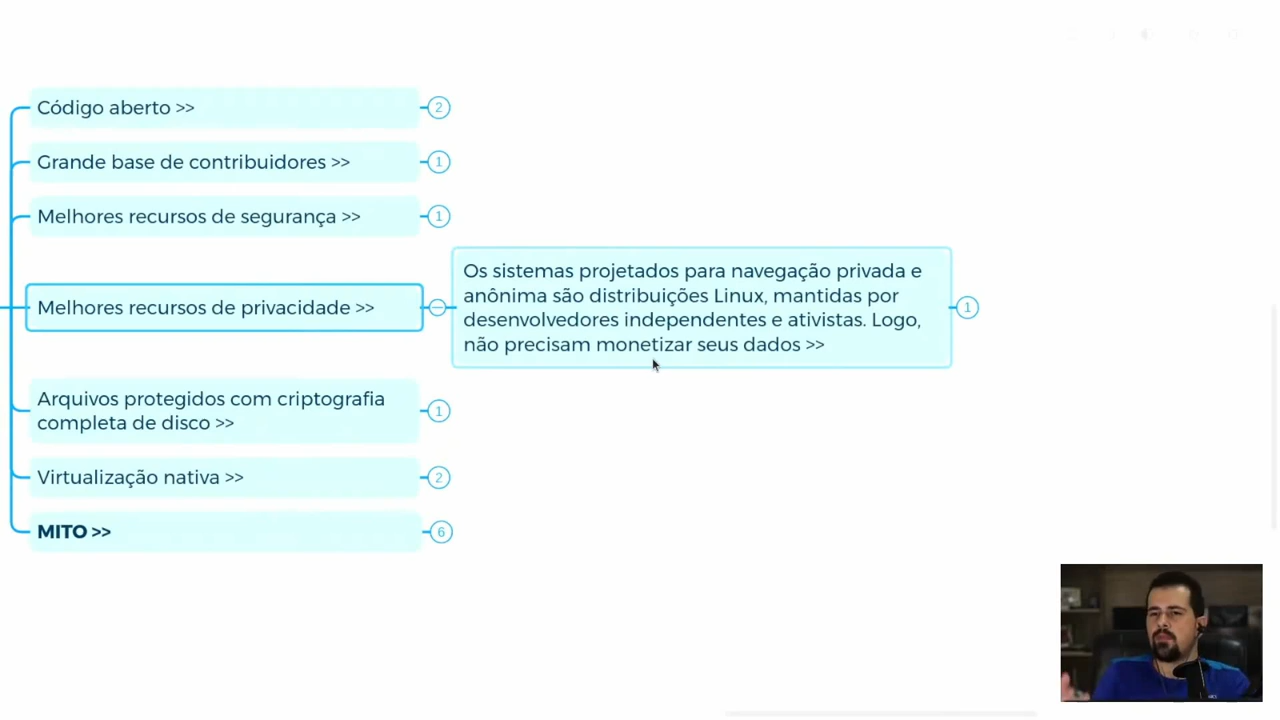 Código aberto >>
2
Grande base de contribuidores >>
1
Melhores recursos de segurança >>
1
Melhores recursos de privacidade >>
Os sistemas projetados para navegação privada e
anônima são distribuições Linux, mantidas por
desenvolvedores independentes e ativistas. Logo,
não precisam monetizar seus dados >>
1
Arquivos protegidos com criptografia
completa de disco >>
1
Virtualização nativa >>
2
MITO >>
6